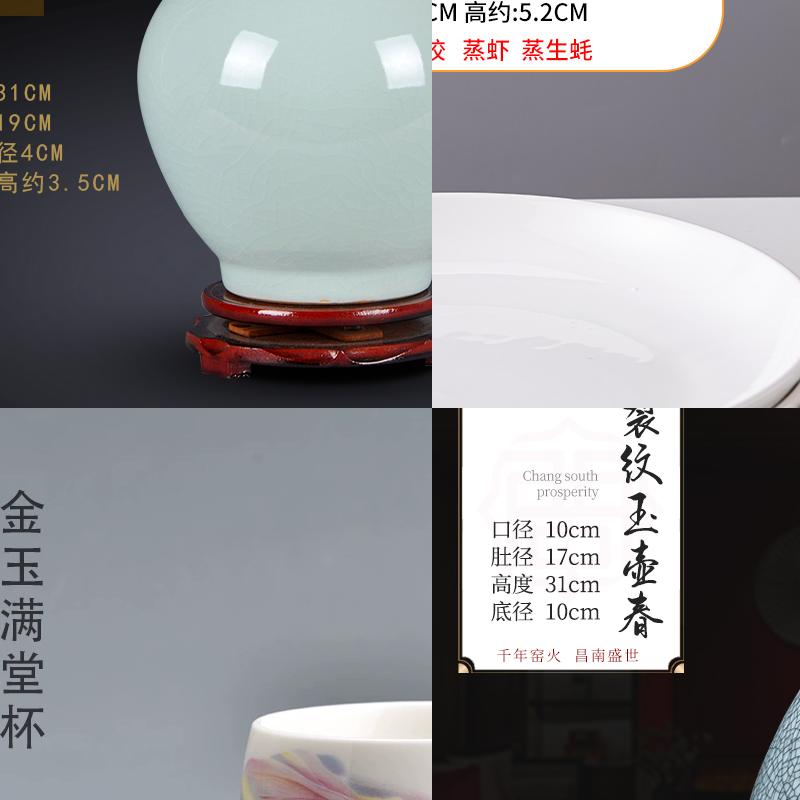 31CM
19CM
径4CM
高约3.5CM
CM 高约:5.2CM
蒸虾 蒸生蚝
金玉满堂杯
裂纹玉壶春
Chang south
prosperity
口径 10cm
肚径 17cm
高度 31cm
底径 10cm
千年窑火 昌南盛世